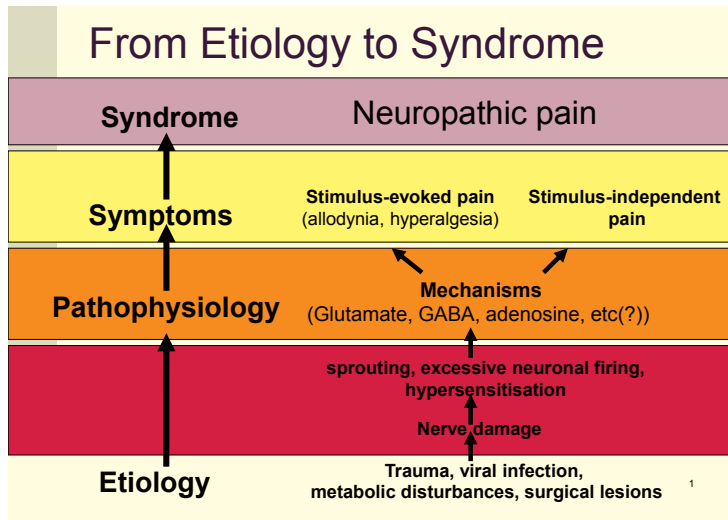 From Etiology to Syndrome
Syndrome
Neuropathic pain
Symptoms
Stimulus-evoked pain
(allodynia, hyperalgesia)
Stimulus-independent
pain
Pathophysiology
Mechanisms
(Glutamate, GABA, adenosine, etc(?))
sprouting, excessive neuronal firing,
hypersensitisation
Nerve damage
Etiology
Trauma, viral infection,
metabolic disturbances, surgical lesions
1